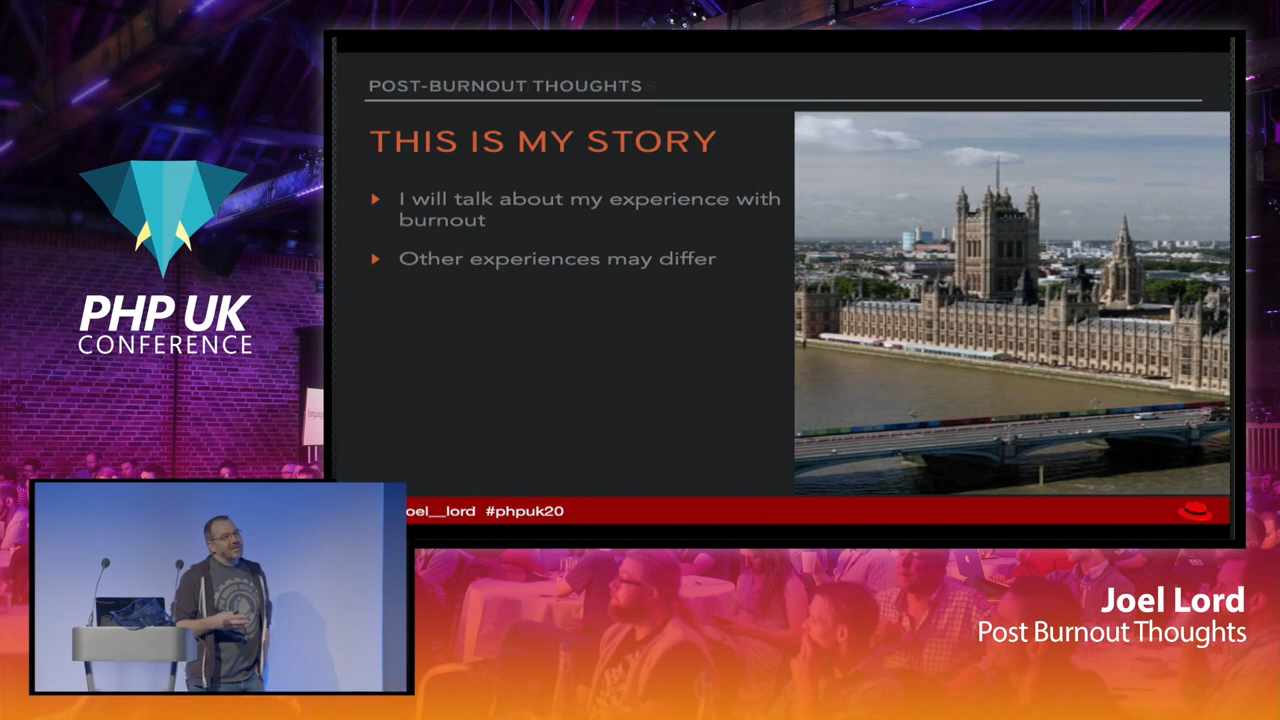 POST-BURNOUT THOUGHTS
THIS IS MY STORY
I will talk about my experience with
burnout
Other experiences may differ
oel__lord #phpuk20
PHP UK
CONFERENCE
Joel Lord
Post Burnout Thoughts